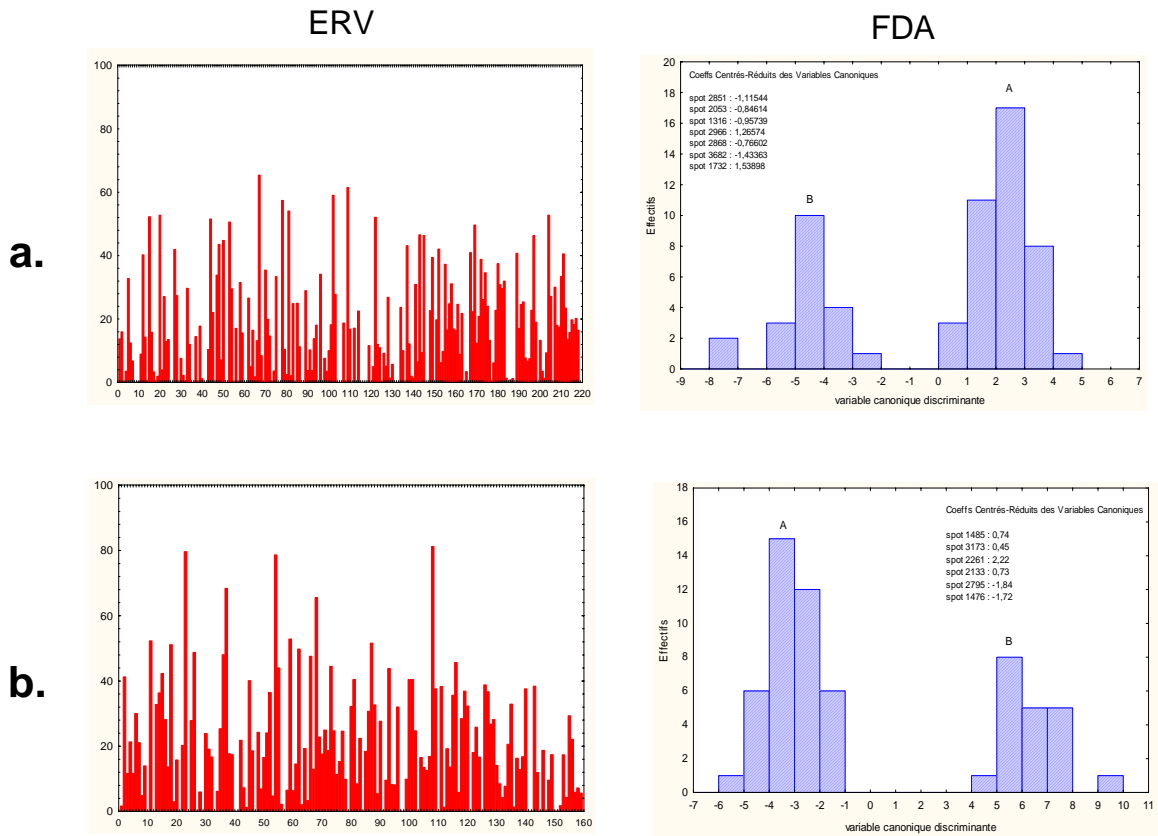 ERV
FDA
a.
100
80
60
40
20
0
0 10 20 30 40 50 60 70 80 90 100 110 120 130 140 150 160 170 180 190 200 210 220
Effectifs
20
18
16
14
12
10
8
6
4
2
0
Coeffs Centrés-Réduits des Variables Canoniques
spot 2851 : -1,11544
spot 2053 : -0,84614
spot 1316 : -0,95739
spot 2966 : 1,26574
spot 2868 : -0,76602
spot 3682 : -1,43363
spot 1732 : 1,53898
A
B
-9 -8 -7 -6 -5 -4 -3 -2 -1 0 1 2 3 4 5 6 7
variable canonique discriminante
b.
100
80
60
40
20
0
0 10 20 30 40 50 60 70 80 90 100 110 120 130 140 150 160
Effectifs
18
16
14
12
10
8
6
4
2
0
Coeffs Centrés-Réduits des Variables Canoniques
spot 1485 : 0,74
spot 3173 : 0,45
spot 2261 : 2,22
spot 2133 : 0,73
spot 2795 : -1,84
spot 1476 : -1,72
A
B
-7 -6 -5 -4 -3 -2 -1 0 1 2 3 4 5 6 7 8 9 10 11
variable canonique discriminante